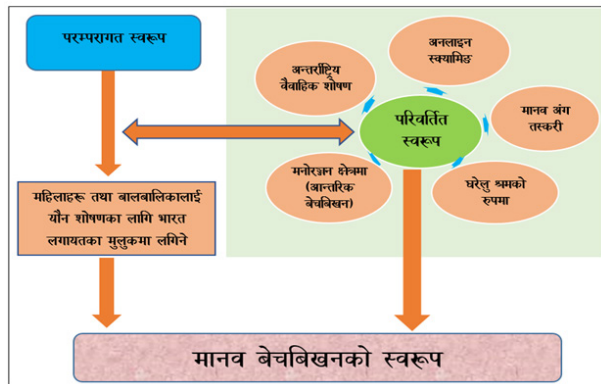 परम्परागत स्वरूप
महिलाहरू तथा बालबालिकालाई
यौन शोषणका लागि भारत
लगायतका मुलुकमा लगिने
अन्तर्राष्ट्रिय
वैवाहिक शोषण
अनलाइन
स्क्यामिङ
मानव अंग
तस्करी
घरेलु श्रमको
रुपमा
मनोरञ्जन क्षेत्रमा
(आन्तरिक
बेचबिखन)
परिवर्तित
स्वरूप
मानव बेचबिखनको स्वरूप